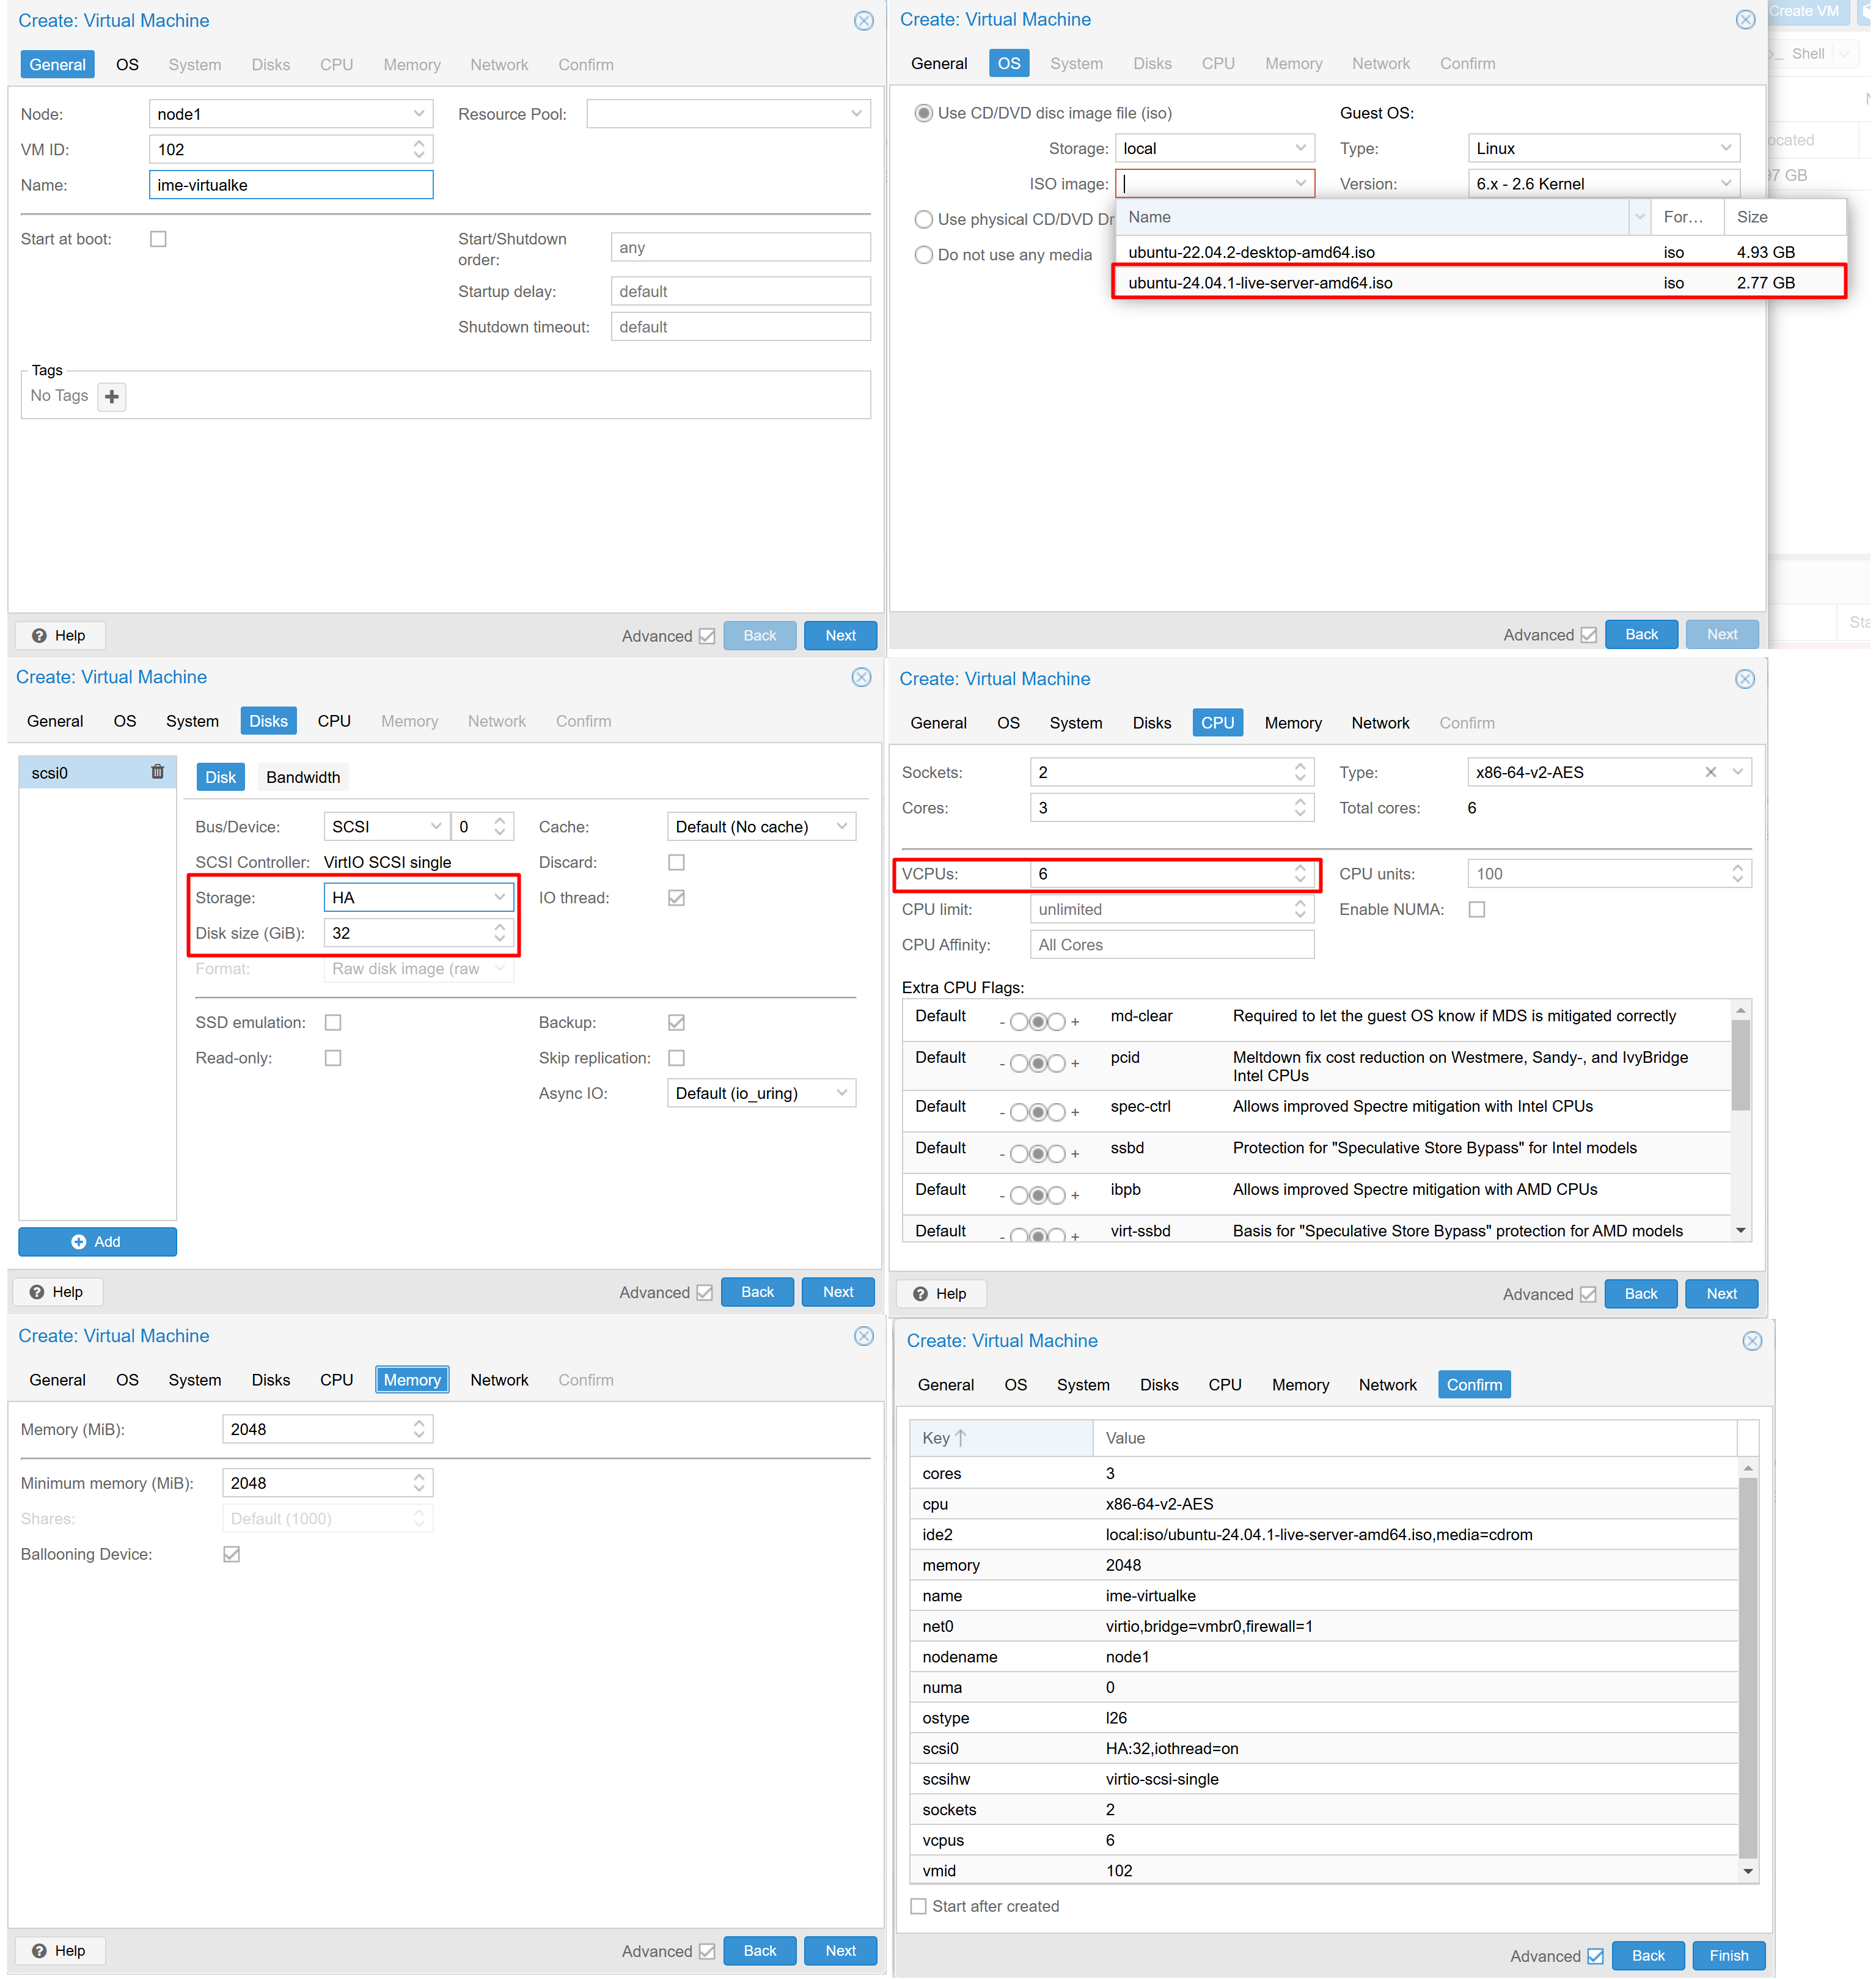 Create: Virtual Machine
General OS System Disks CPU Memory Network Confirm
Node: node1 Resource Pool:
VM ID: 102
Name: ime-virtualke
Start at boot: Start/Shutdown order: any
Startup delay: default
Shutdown timeout: default
Tags
No Tags
Help Advanced Back Next
Create: Virtual Machine
General OS System Disks CPU Memory Network Confirm
Use CD/DVD disc image file (iso) Guest OS:
Storage: local Type: Linux
ISO image: Version: 6.x - 2.6 Kernel
Use physical CD/DVD Dr
Do not use any media
Name For... Size
ubuntu-22.04.2-desktop-amd64.iso iso 4.93 GB
ubuntu-24.04.1-live-server-amd64.iso iso 2.77 GB
Advanced Back Next
Create VM
Shell
ocated
97 GB
Sta
Create: Virtual Machine
General OS System Disks CPU Memory Network Confirm
scsi0
Disk Bandwidth
Bus/Device: SCSI 0 Cache: Default (No cache)
SCSI Controller: VirtIO SCSI single Discard:
Storage: HA IO thread:
Disk size (GiB): 32
Format: Raw disk image (raw
SSD emulation: Backup:
Read-only: Skip replication:
Async IO: Default (io_uring)
Add
Help Advanced Back Next
Create: Virtual Machine
General OS System Disks CPU Memory Network Confirm
Sockets: 2 Type: x86-64-v2-AES
Cores: 3 Total cores: 6
VCPUs: 6 CPU units: 100
CPU limit: unlimited Enable NUMA:
CPU Affinity: All Cores
Extra CPU Flags:
Default - + md-clear Required to let the guest OS know if MDS is mitigated correctly
Default - + pcid Meltdown fix cost reduction on Westmere, Sandy-, and IvyBridge
Intel CPUs
Default - + spec-ctrl Allows improved Spectre mitigation with Intel CPUs
Default - + ssbd Protection for "Speculative Store Bypass" for Intel models
Default - + ibpb Allows improved Spectre mitigation with AMD CPUs
Default - + virt-ssbd Basis for "Speculative Store Bypass" protection for AMD models
Help Advanced Back Next
Create: Virtual Machine
General OS System Disks CPU Memory Network Confirm
Memory (MiB): 2048
Minimum memory (MiB): 2048
Shares: Default (1000)
Ballooning Device:
Help Advanced Back Next
Create: Virtual Machine
General OS System Disks CPU Memory Network Confirm
Key Value
cores 3
cpu x86-64-v2-AES
ide2 local:iso/ubuntu-24.04.1-live-server-amd64.iso,media=cdrom
memory 2048
name ime-virtualke
net0 virtio,bridge=vmbr0,firewall=1
nodename node1
numa 0
ostype l26
scsi0 HA:32,iothread=on
scsihw virtio-scsi-single
sockets 2
vcpus 6
vmid 102
Start after created
Advanced Back Finish